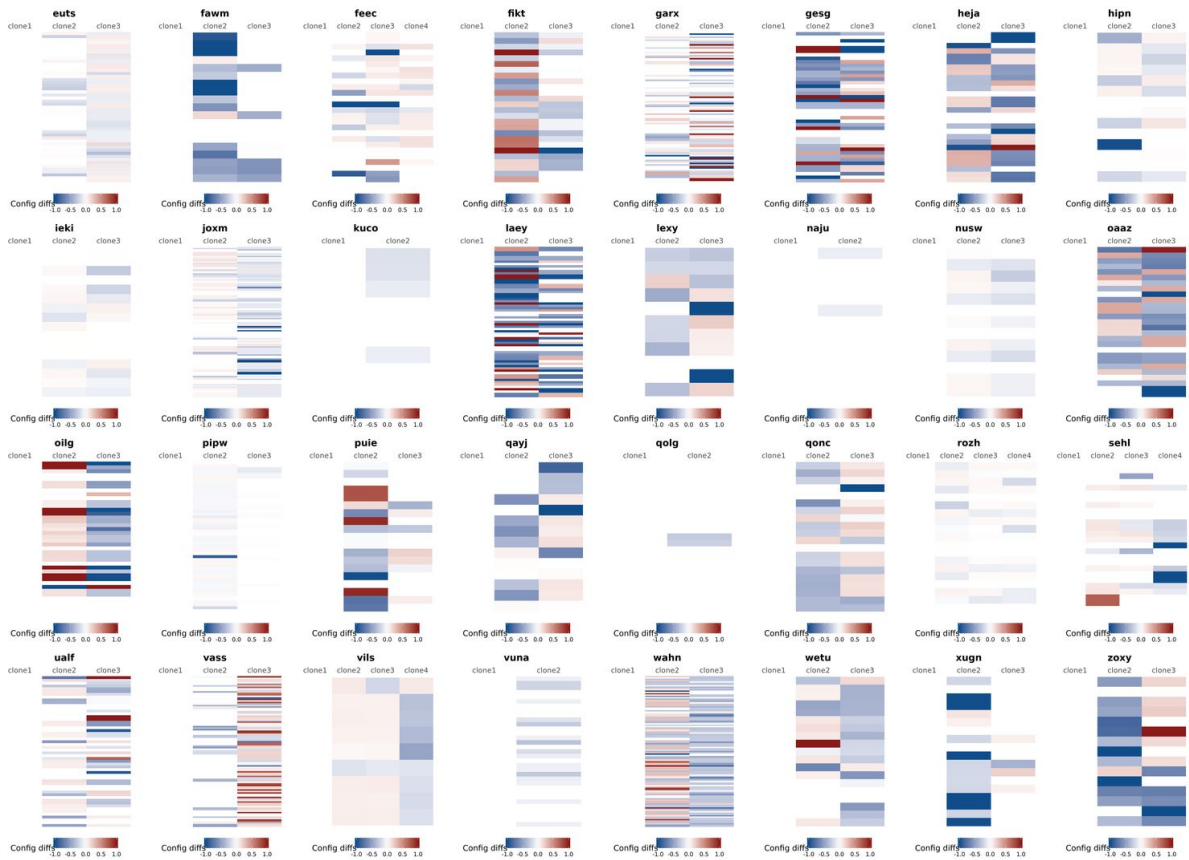 euts fawm feec fikt garx gesg heja hipn
clone1 clone2 clone3 clone1 clone2 clone3 clone1 clone2 clone3 clone4 clone1 clone2 clone3 clone1 clone2 clone3 clone1 clone2 clone3 clone1 clone2 clone3 clone1 clone2 clone3
Config diffs Config diffs Config diffs Config diffs Config diffs Config diffs Config diffs Config diffs
-1.0 -0.5 0.0 0.5 1.0 -1.0 -0.5 0.0 0.5 1.0 -1.0 -0.5 0.0 0.5 1.0 -1.0 -0.5 0.0 0.5 1.0 -1.0 -0.5 0.0 0.5 1.0 -1.0 -0.5 0.0 0.5 1.0 -1.0 -0.5 0.0 0.5 1.0 -1.0 -0.5 0.0 0.5 1.0
ieki joxm kuco laey lexy naju nusw oaaz
clone1 clone2 clone3 clone1 clone2 clone3 clone1 clone2 clone1 clone2 clone3 clone1 clone2 clone3 clone1 clone2 clone1 clone2 clone3 clone1 clone2 clone3
Config diffs Config diffs Config diffs Config diffs Config diffs Config diffs Config diffs Config diffs
-1.0 -0.5 0.0 0.5 1.0 -1.0 -0.5 0.0 0.5 1.0 -1.0 -0.5 0.0 0.5 1.0 -1.0 -0.5 0.0 0.5 1.0 -1.0 -0.5 0.0 0.5 1.0 -1.0 -0.5 0.0 0.5 1.0 -1.0 -0.5 0.0 0.5 1.0 -1.0 -0.5 0.0 0.5 1.0
oilg pipw puie qayj qolg qonc rozh sehl
clone1 clone2 clone3 clone1 clone2 clone3 clone1 clone2 clone3 clone1 clone2 clone3 clone1 clone2 clone1 clone2 clone3 clone1 clone2 clone3 clone4 clone1 clone2 clone3 clone4
Config diffs Config diffs Config diffs Config diffs Config diffs Config diffs Config diffs Config diffs
-1.0 -0.5 0.0 0.5 1.0 -1.0 -0.5 0.0 0.5 1.0 -1.0 -0.5 0.0 0.5 1.0 -1.0 -0.5 0.0 0.5 1.0 -1.0 -0.5 0.0 0.5 1.0 -1.0 -0.5 0.0 0.5 1.0 -1.0 -0.5 0.0 0.5 1.0 -1.0 -0.5 0.0 0.5 1.0
ualf vass vils vuna wahn wetu xugn zoxy
clone1 clone2 clone3 clone1 clone2 clone3 clone1 clone2 clone3 clone4 clone1 clone2 clone1 clone2 clone3 clone1 clone2 clone3 clone1 clone2 clone3 clone1 clone2 clone3
Config diffs Config diffs Config diffs Config diffs Config diffs Config diffs Config diffs Config diffs
-1.0 -0.5 0.0 0.5 1.0 -1.0 -0.5 0.0 0.5 1.0 -1.0 -0.5 0.0 0.5 1.0 -1.0 -0.5 0.0 0.5 1.0 -1.0 -0.5 0.0 0.5 1.0 -1.0 -0.5 0.0 0.5 1.0 -1.0 -0.5 0.0 0.5 1.0 -1.0 -0.5 0.0 0.5 1.0